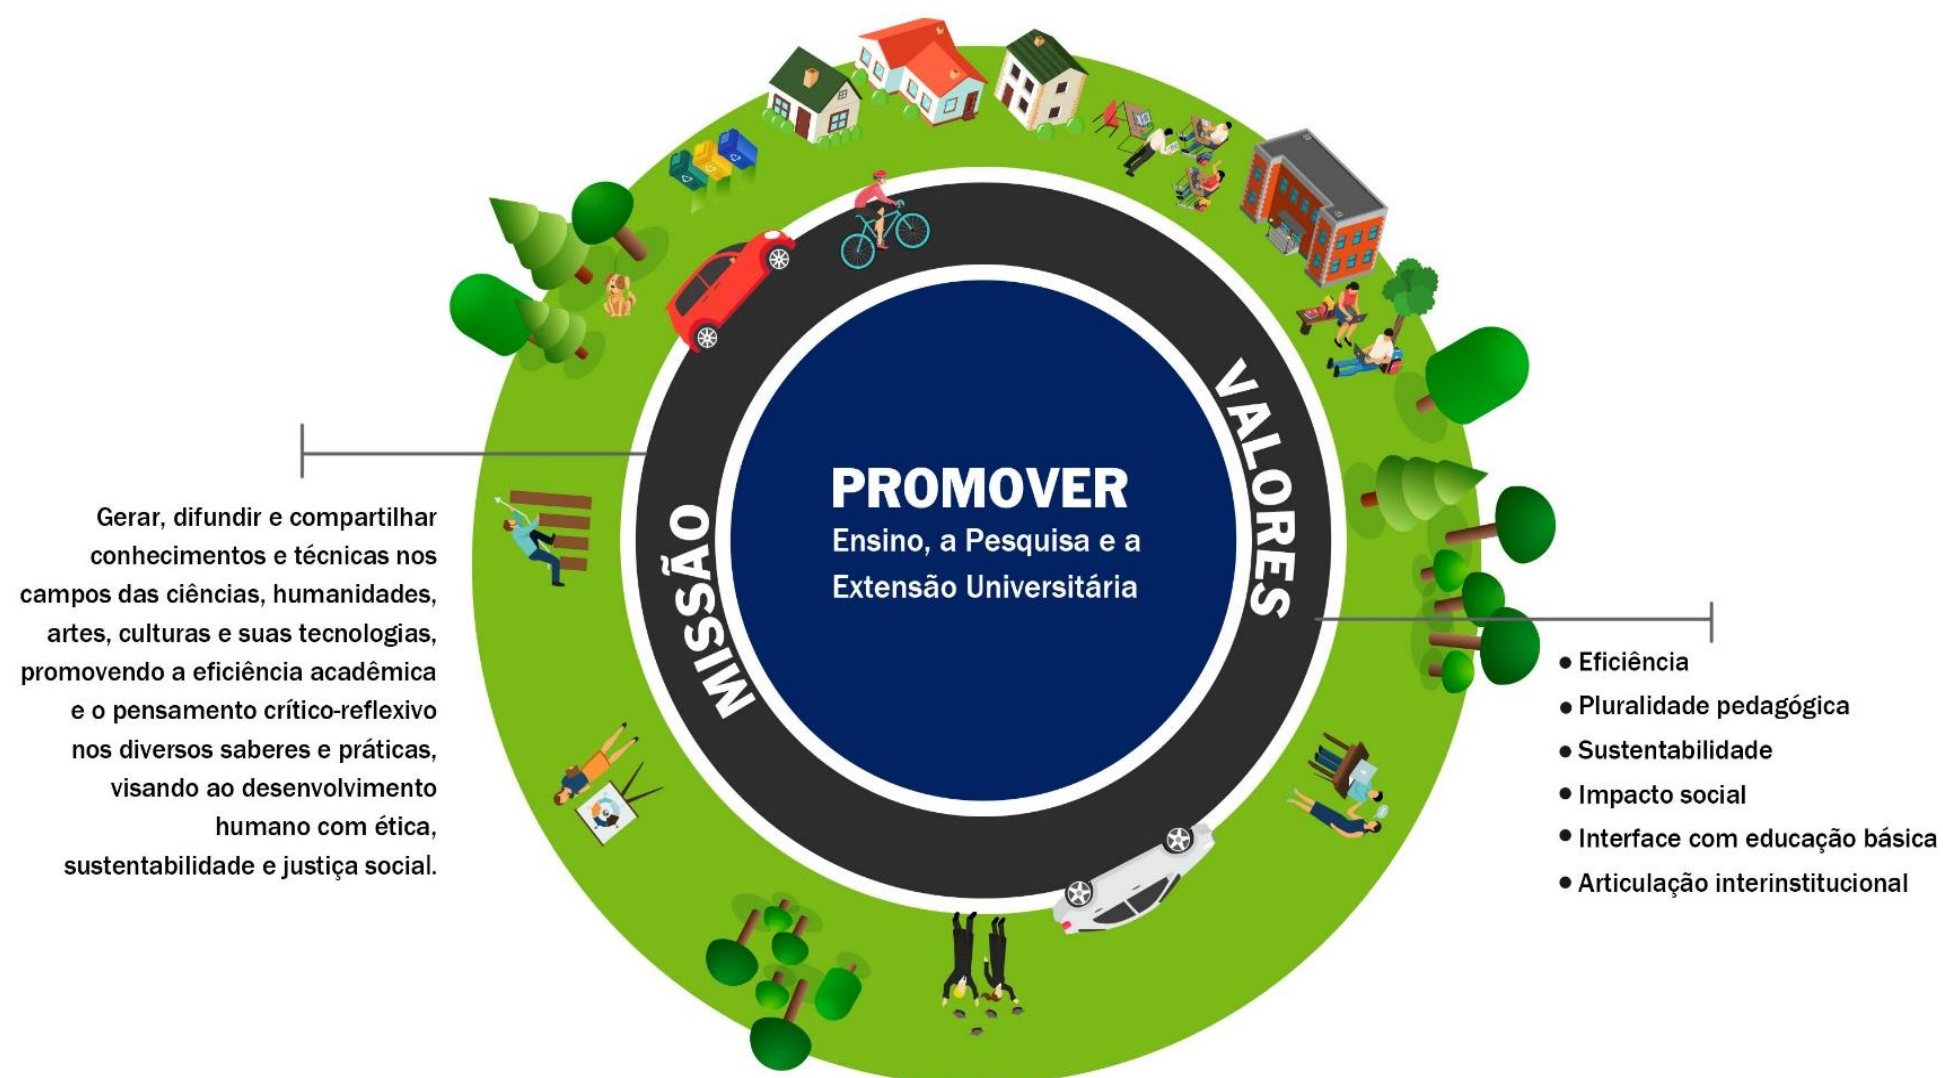 PROMOVER
Ensino, a Pesquisa e a
Extensão Universitária
MISSÃO
Gerar, difundir e compartilhar
conhecimentos e técnicas nos
campos das ciências, humanidades,
artes, culturas e suas tecnologias,
promovendo a eficiência acadêmica
e o pensamento crítico-reflexivo
nos diversos saberes e práticas,
visando ao desenvolvimento
humano com ética,
sustentabilidade e justiça social.
VALORES
• Eficiência
• Pluralidade pedagógica
• Sustentabilidade
• Impacto social
• Interface com educação básica
• Articulação interinstitucional